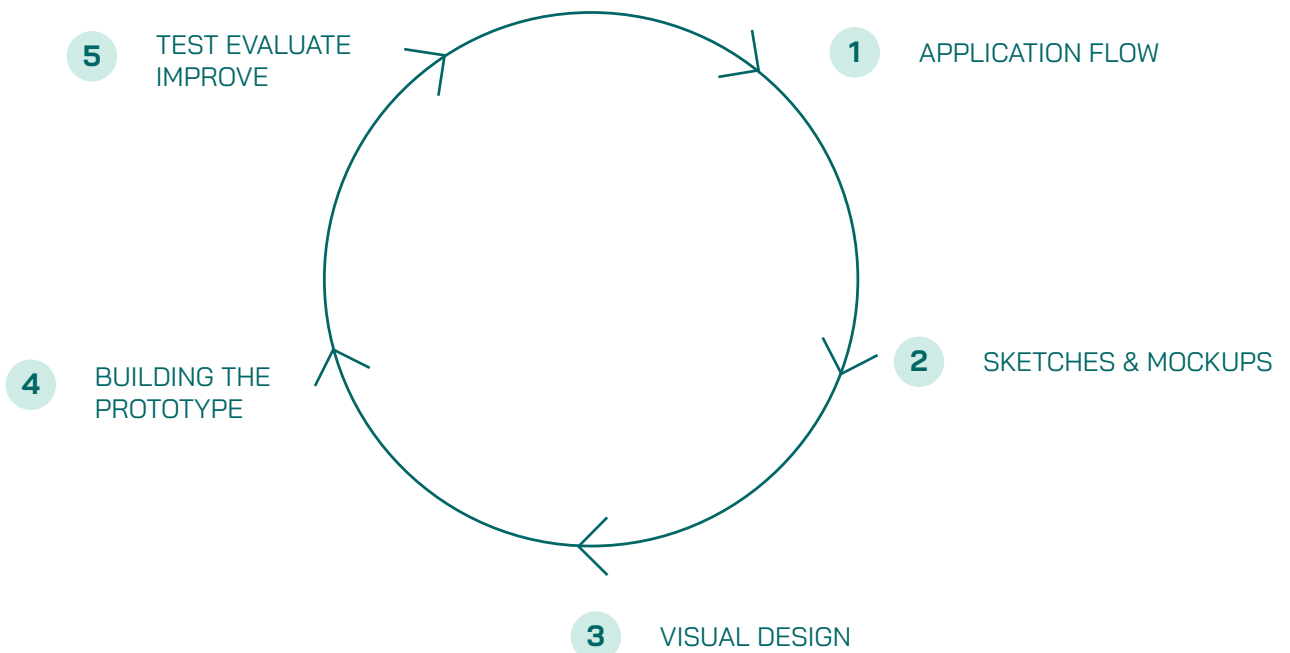 1 APPLICATION FLOW
2 SKETCHES & MOCKUPS
3 VISUAL DESIGN
4 BUILDING THE
PROTOTYPE
5 TEST EVALUATE
IMPROVE